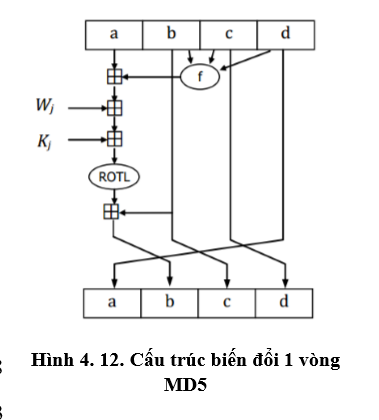 a b c d
f
Wj
Kj
ROTL
a b c d
Hình 4. 12. Cấu trúc biến đổi 1 vòng
MD5